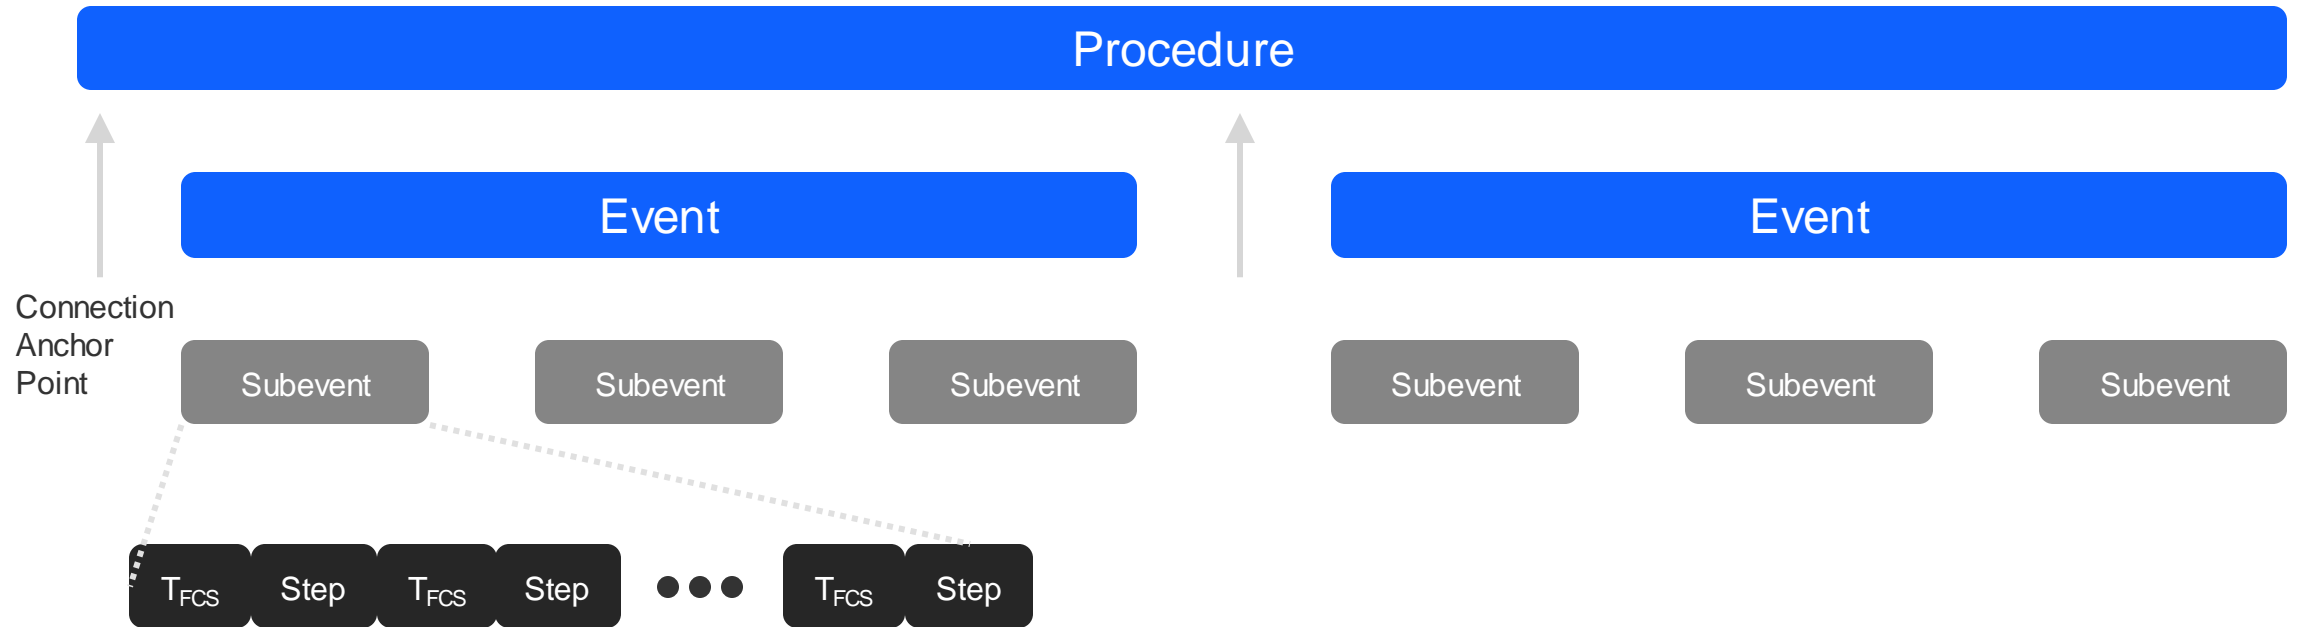 Procedure
Event
Event
Connection
Anchor
Point
Subevent
Subevent
Subevent
Subevent
Subevent
Subevent
TFCS
Step
TFCS
Step
TFCS
Step